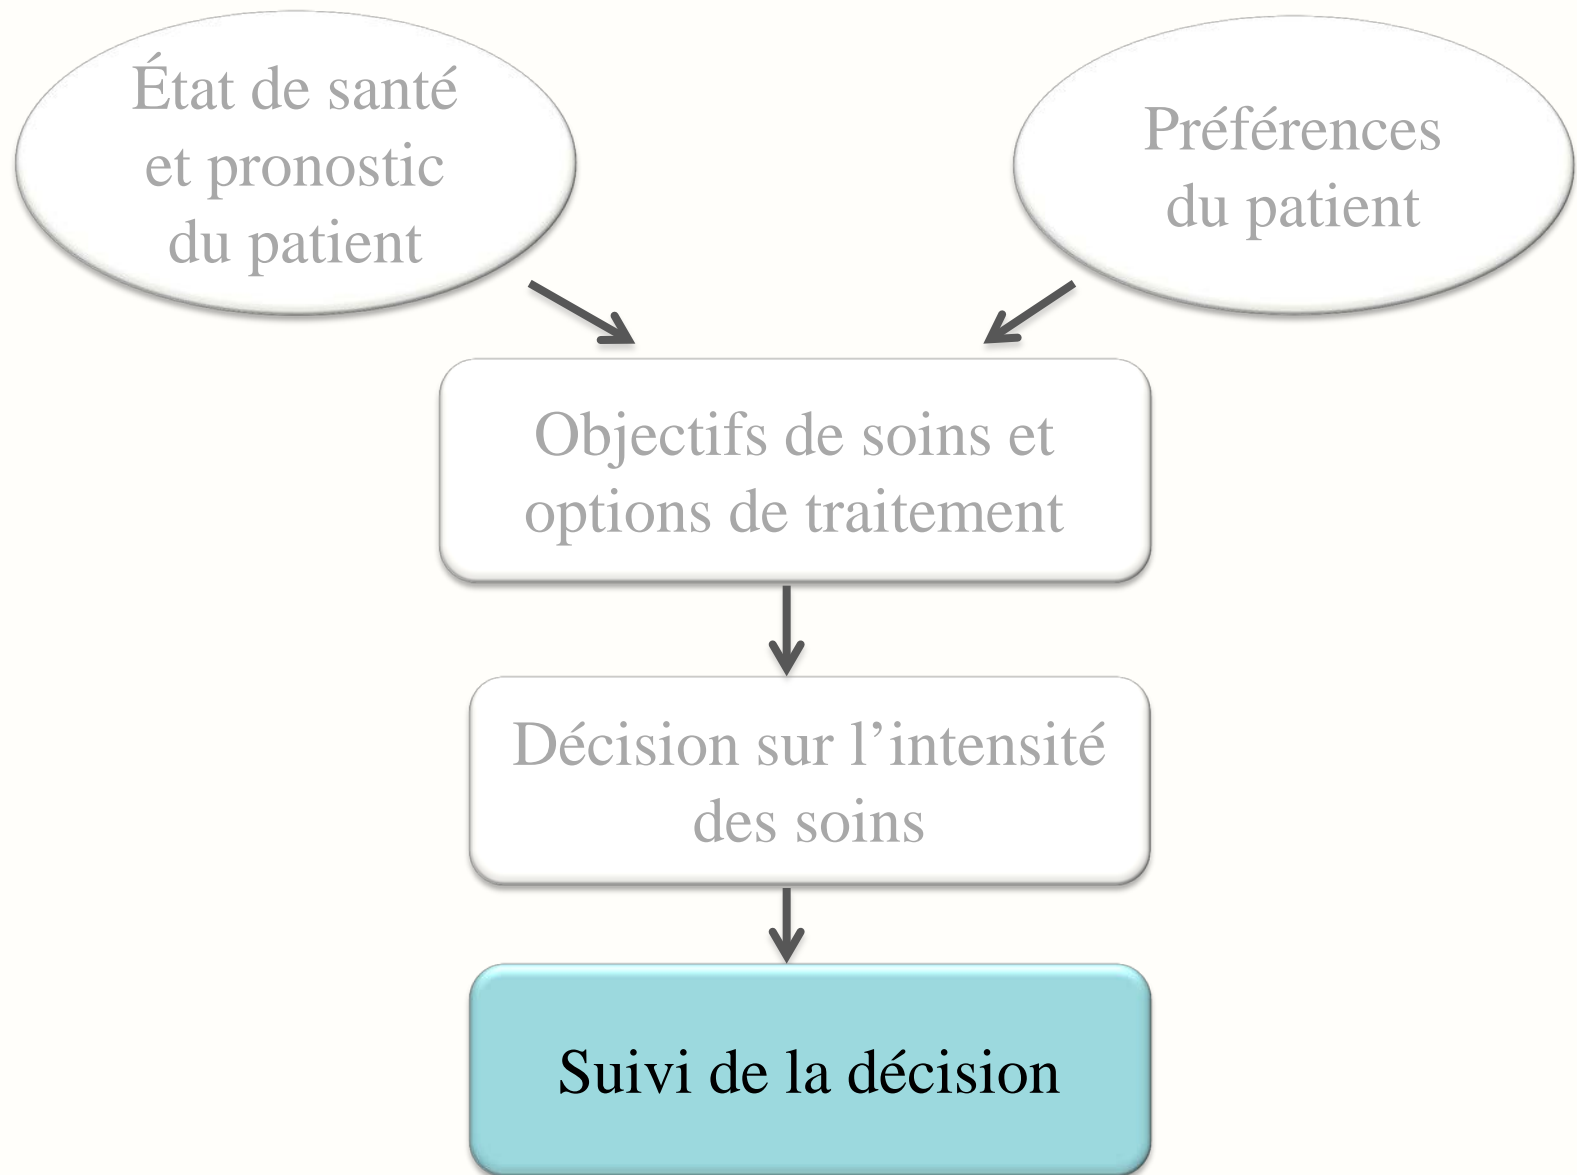 État de santé
et pronostic
du patient
Préférences
du patient
Objectifs de soins et
options de traitement
Décision sur l’intensité
des soins
Suivi de la décision